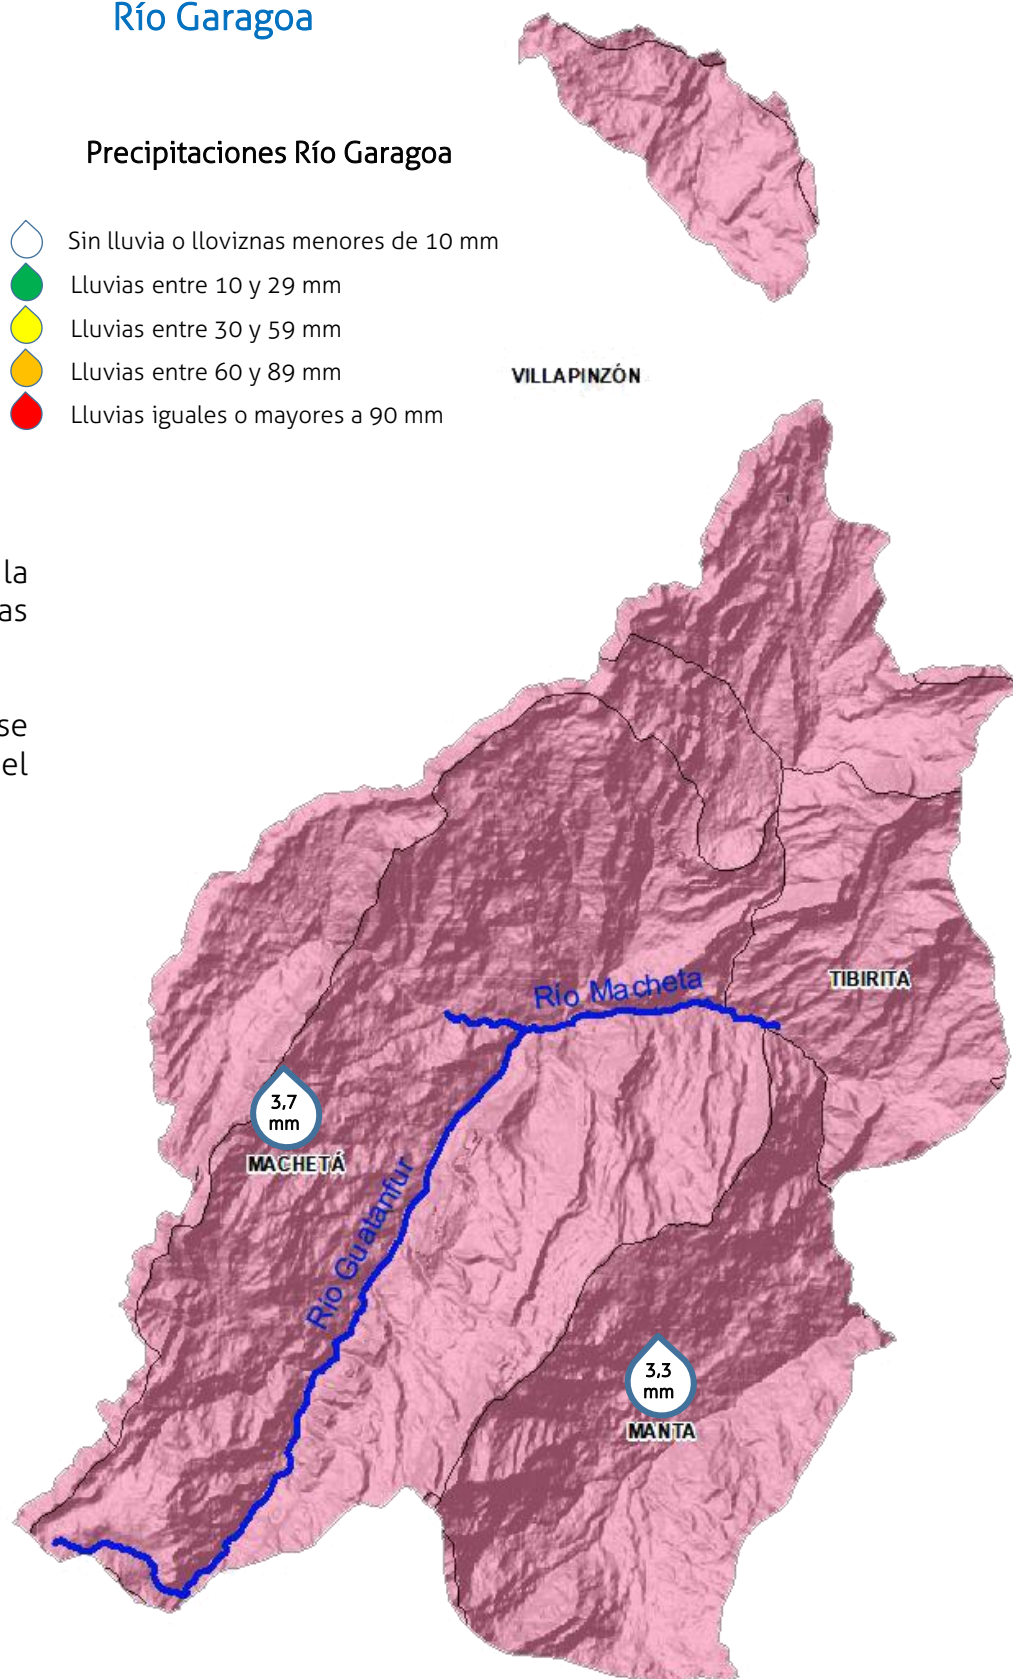 Río Garagoa
Precipitaciones Río Garagoa
Sin lluvia o lloviznas menores de 10 mm
Lluvias entre 10 y 29 mm
Lluvias entre 30 y 59 mm
Lluvias entre 60 y 89 mm
Lluvias iguales o mayores a 90 mm
VILLAPINZÓN
la
as
se
el
Río Macheta
TIBIRITA
3,7
mm
MACHETÁ
Río Guatanfur
3,3
mm
MANTA